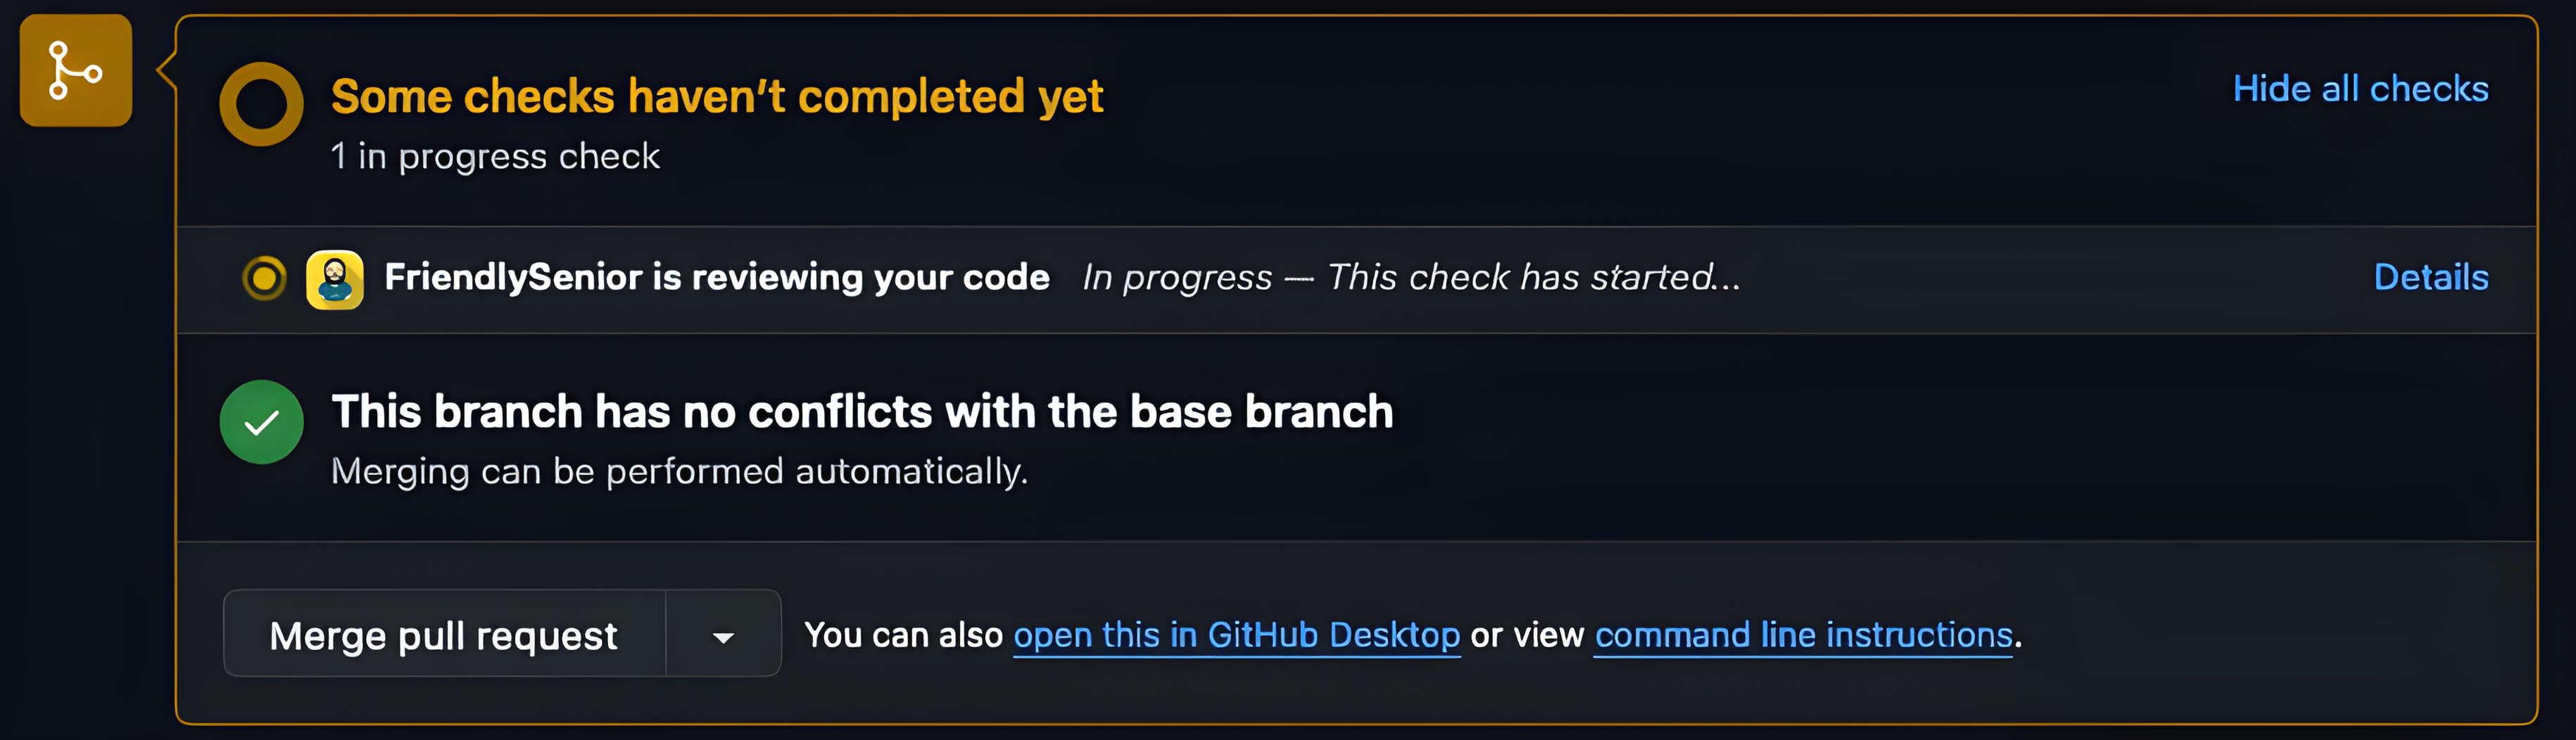 Some checks haven’t completed yet
Hide all checks
1 in progress check
FriendlySenior is reviewing your code In progress — This check has started...
Details
This branch has no conflicts with the base branch
Merging can be performed automatically.
Merge pull request
You can also open this in GitHub Desktop or view command line instructions.